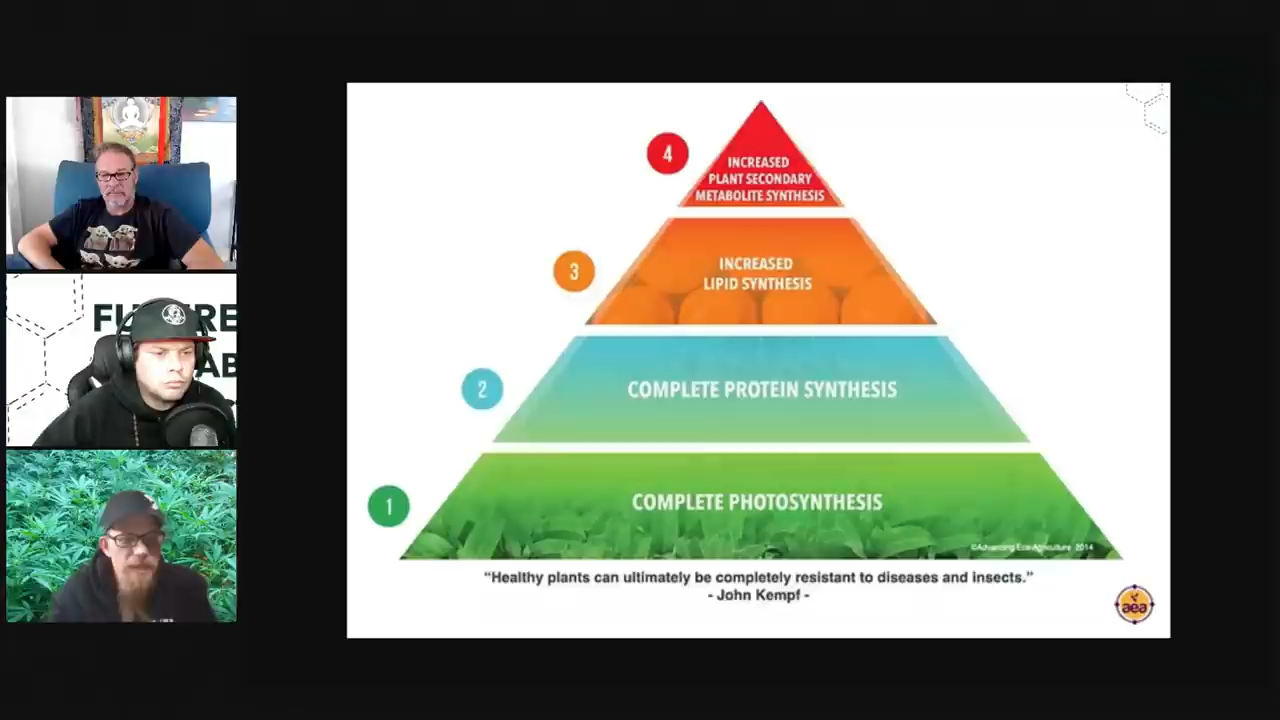 4
INCREASED
PLANT SECONDARY
METABOLITE SYNTHESIS
3
INCREASED
LIPID SYNTHESIS
2
COMPLETE PROTEIN SYNTHESIS
1
COMPLETE PHOTOSYNTHESIS
©Advancing Eco-Agriculture 2014
“Healthy plants can ultimately be completely resistant to diseases and insects.”
- John Kempf -
aea